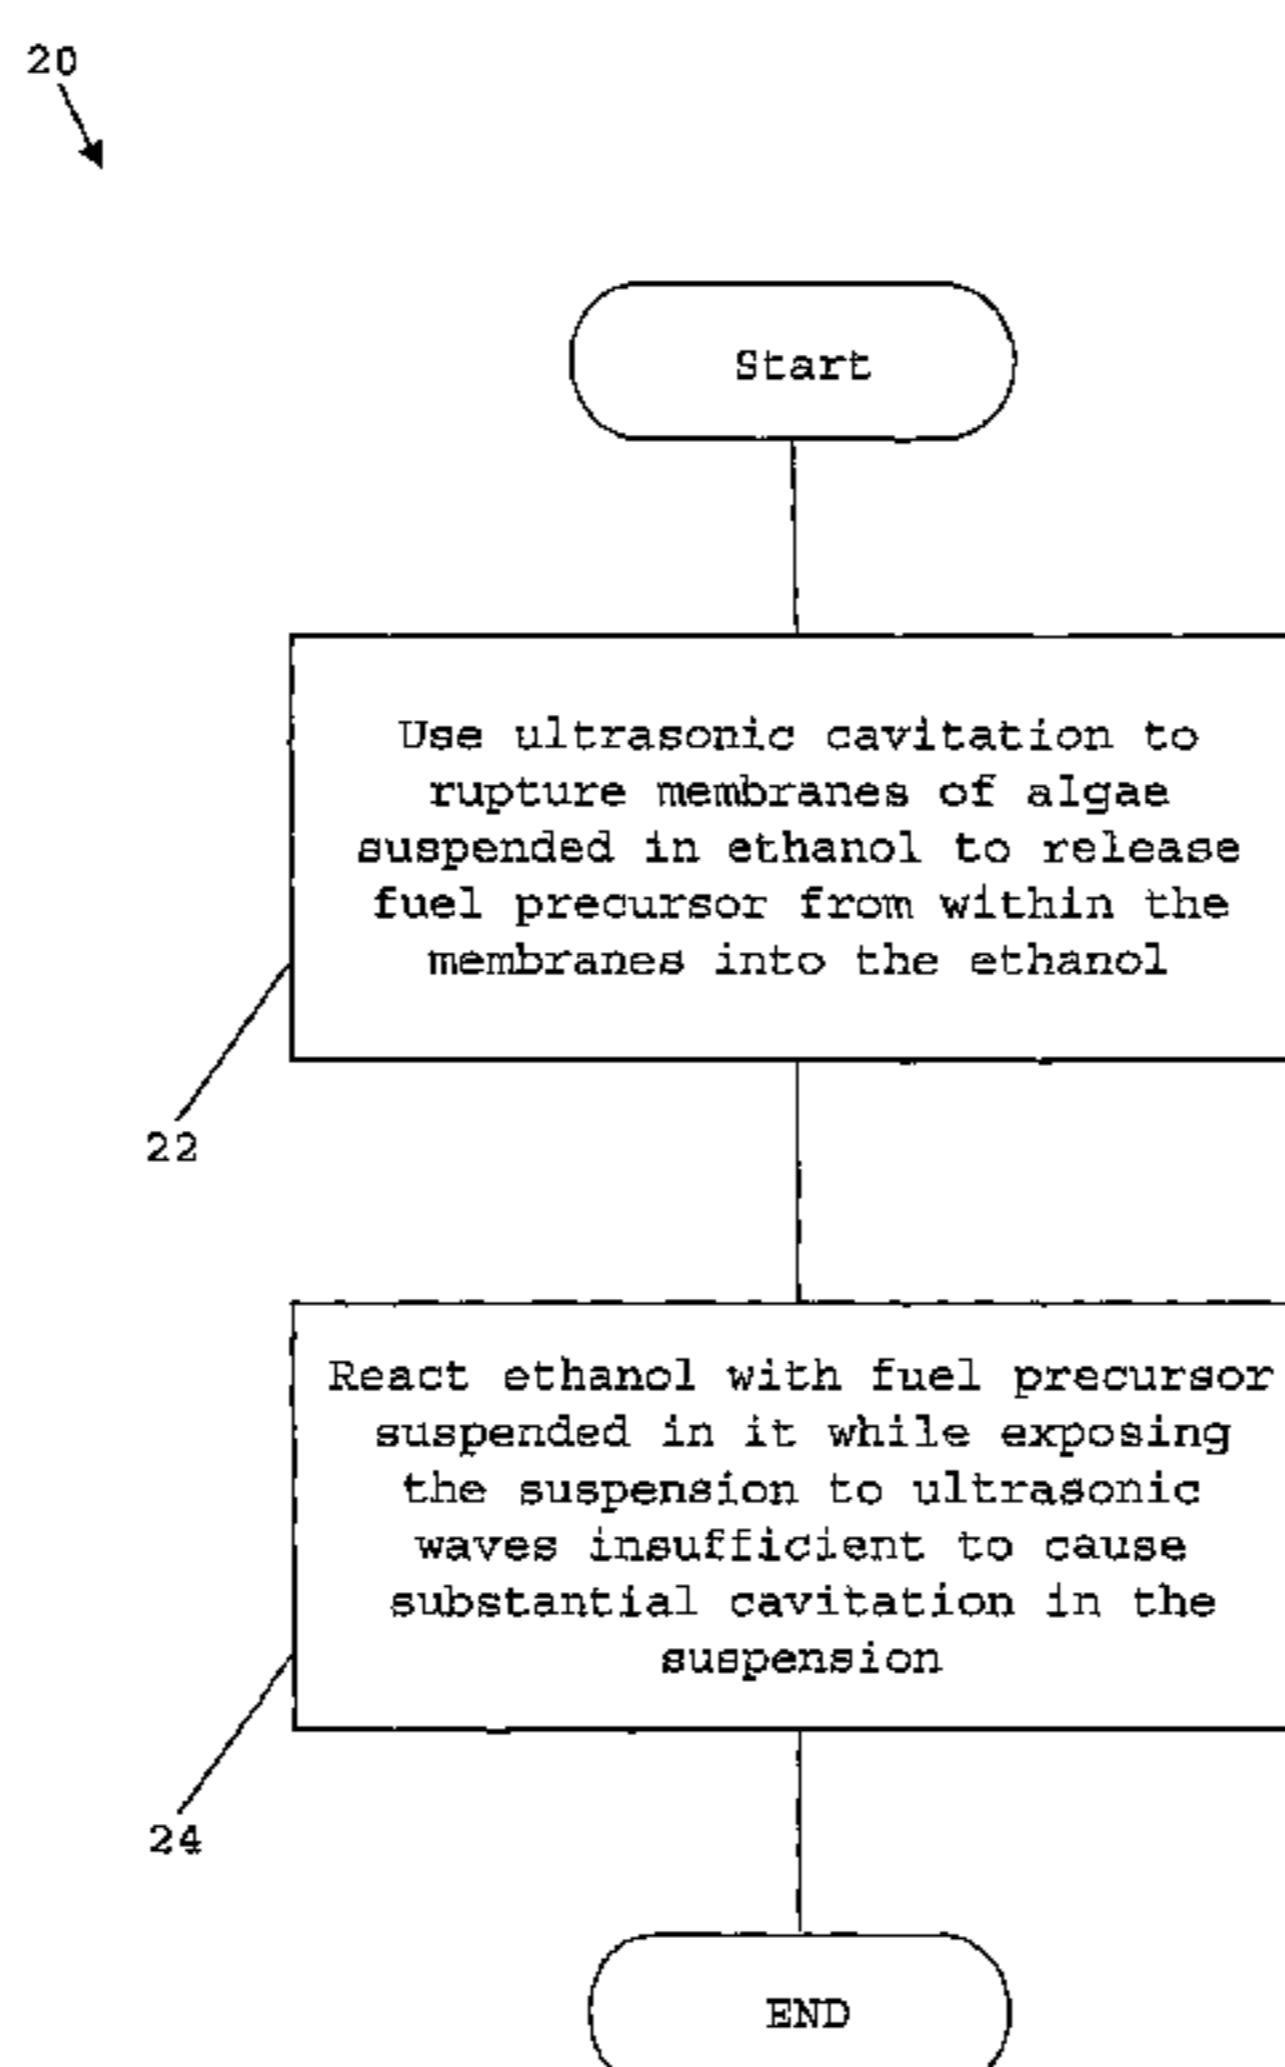 20
Start
Use ultrasonic cavitation to
rupture membranes of algae
suspended in ethanol to release
fuel precursor from within the
membranes into the ethanol
22
React ethanol with fuel precursor
suspended in it while exposing
the suspension to ultrasonic
waves insufficient to cause
substantial cavitation in the
suspension
24
END